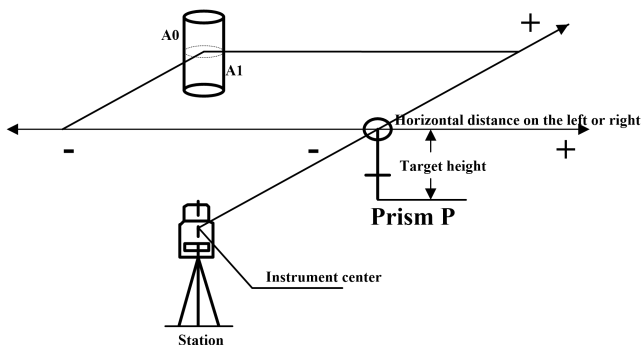 A0
+
A1
Horizontal distance on the left or right
- - +
Target height
Prism P
Instrument center
Station